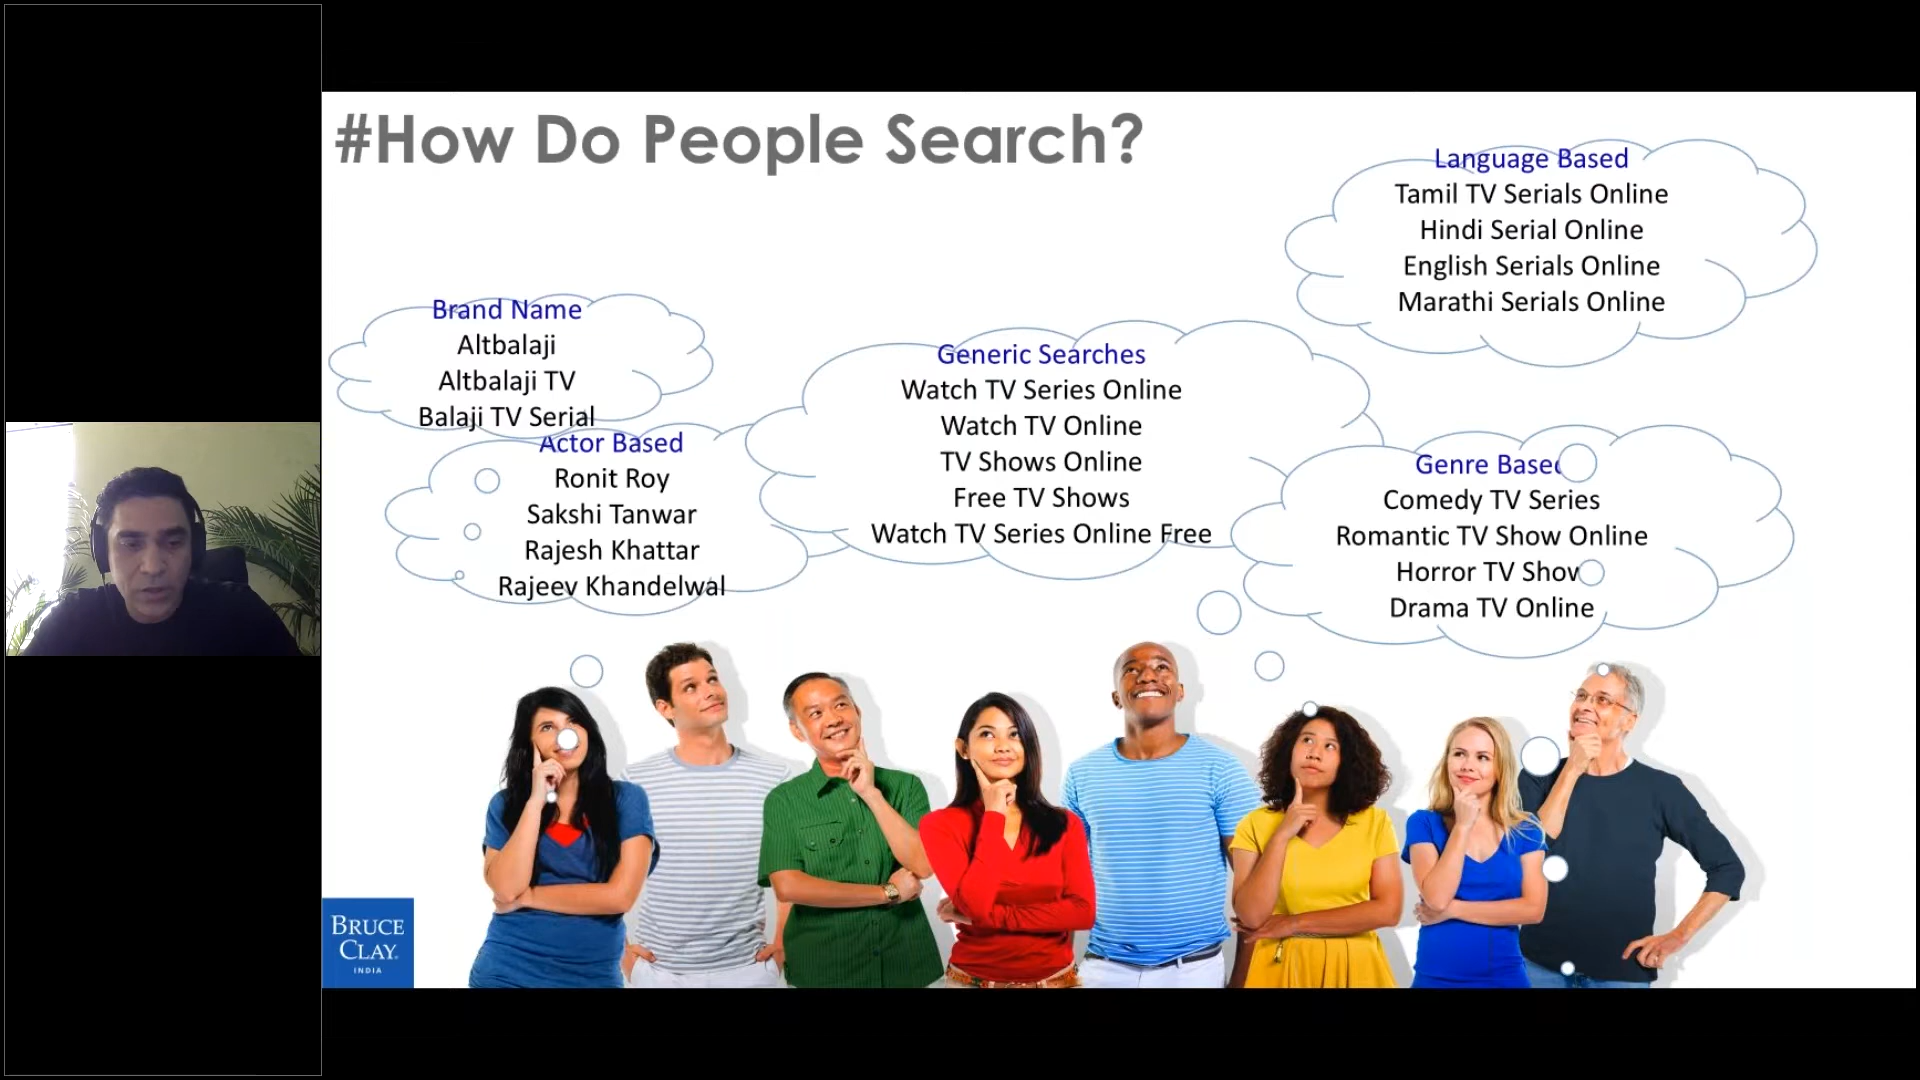 #How Do People Search?
Language Based
Tamil TV Serials Online
Hindi Serial Online
English Serials Online
Marathi Serials Online
Brand Name
Altbalaji
Altbalaji TV
Balaji TV Serial
Generic Searches
Watch TV Series Online
Watch TV Online
TV Shows Online
Free TV Shows
Watch TV Series Online Free
Actor Based
Ronit Roy
Sakshi Tanwar
Rajesh Khattar
Rajeev Khandelwal
Genre Based
Comedy TV Series
Romantic TV Show Online
Horror TV Show
Drama TV Online
BRUCE
CLAY
INDIA